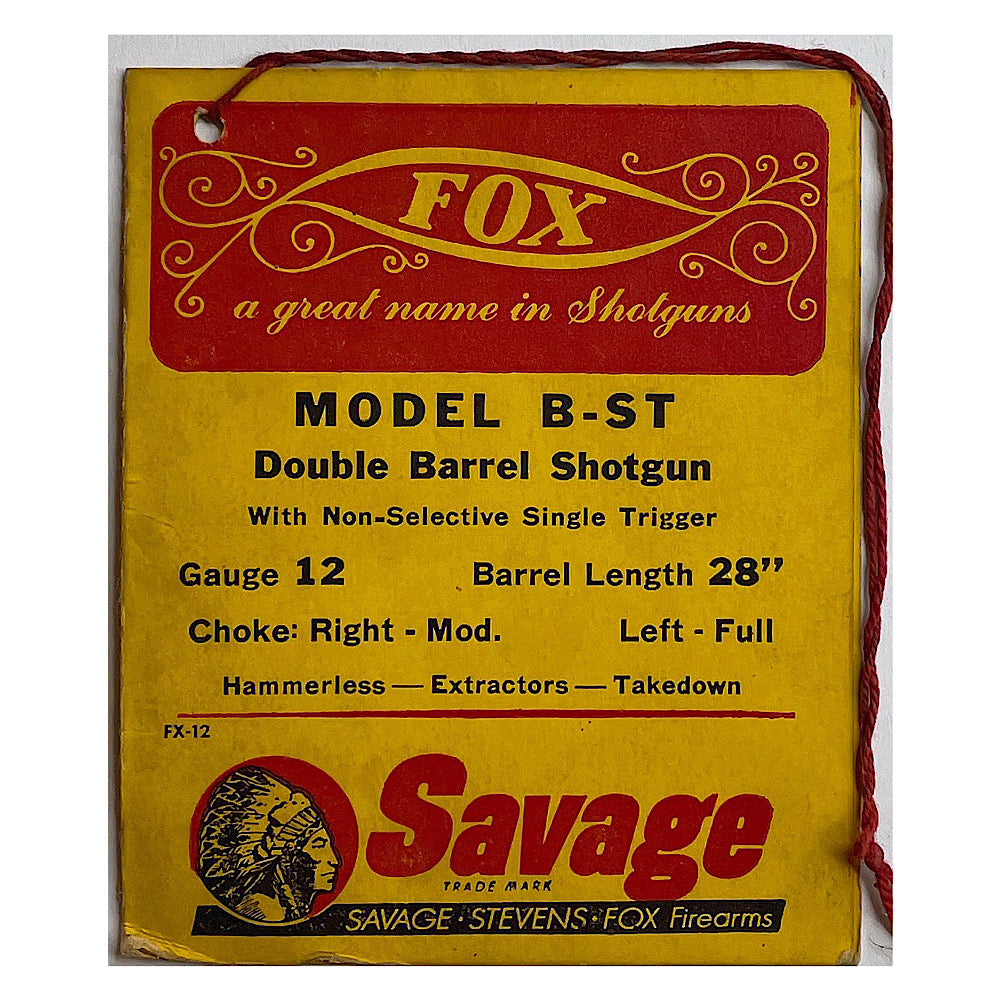 FOX
a great name in Shotguns
MODEL B-ST
Double Barrel Shotgun
With Non-Selective Single Trigger
Gauge 12 Barrel Length 28”
Choke: Right - Mod. Left - Full
Hammerless — Extractors — Takedown
FX-12
Savage
TRADE MARK
SAVAGE · STEVENS · FOX Firearms